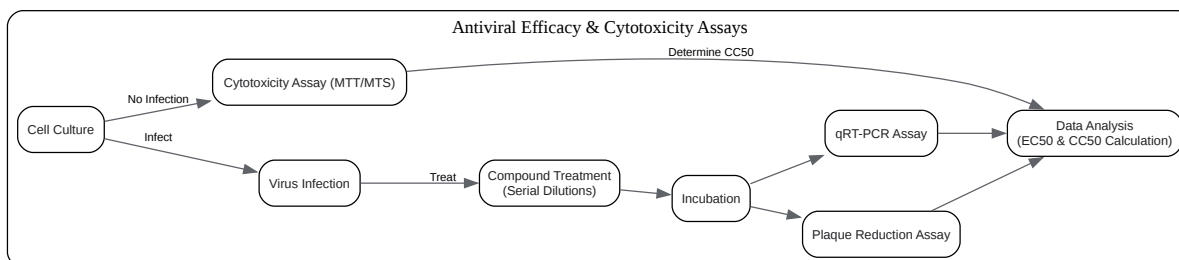 Antiviral Efficacy & Cytotoxicity Assays
Determine CC50
Cytotoxicity Assay (MTT/MTS)
No Infection
Cell Culture
Infect
Virus Infection
Treat
Compound Treatment
(Serial Dilutions)
Incubation
qRT-PCR Assay
Plaque Reduction Assay
Data Analysis
(EC50 & CC50 Calculation)